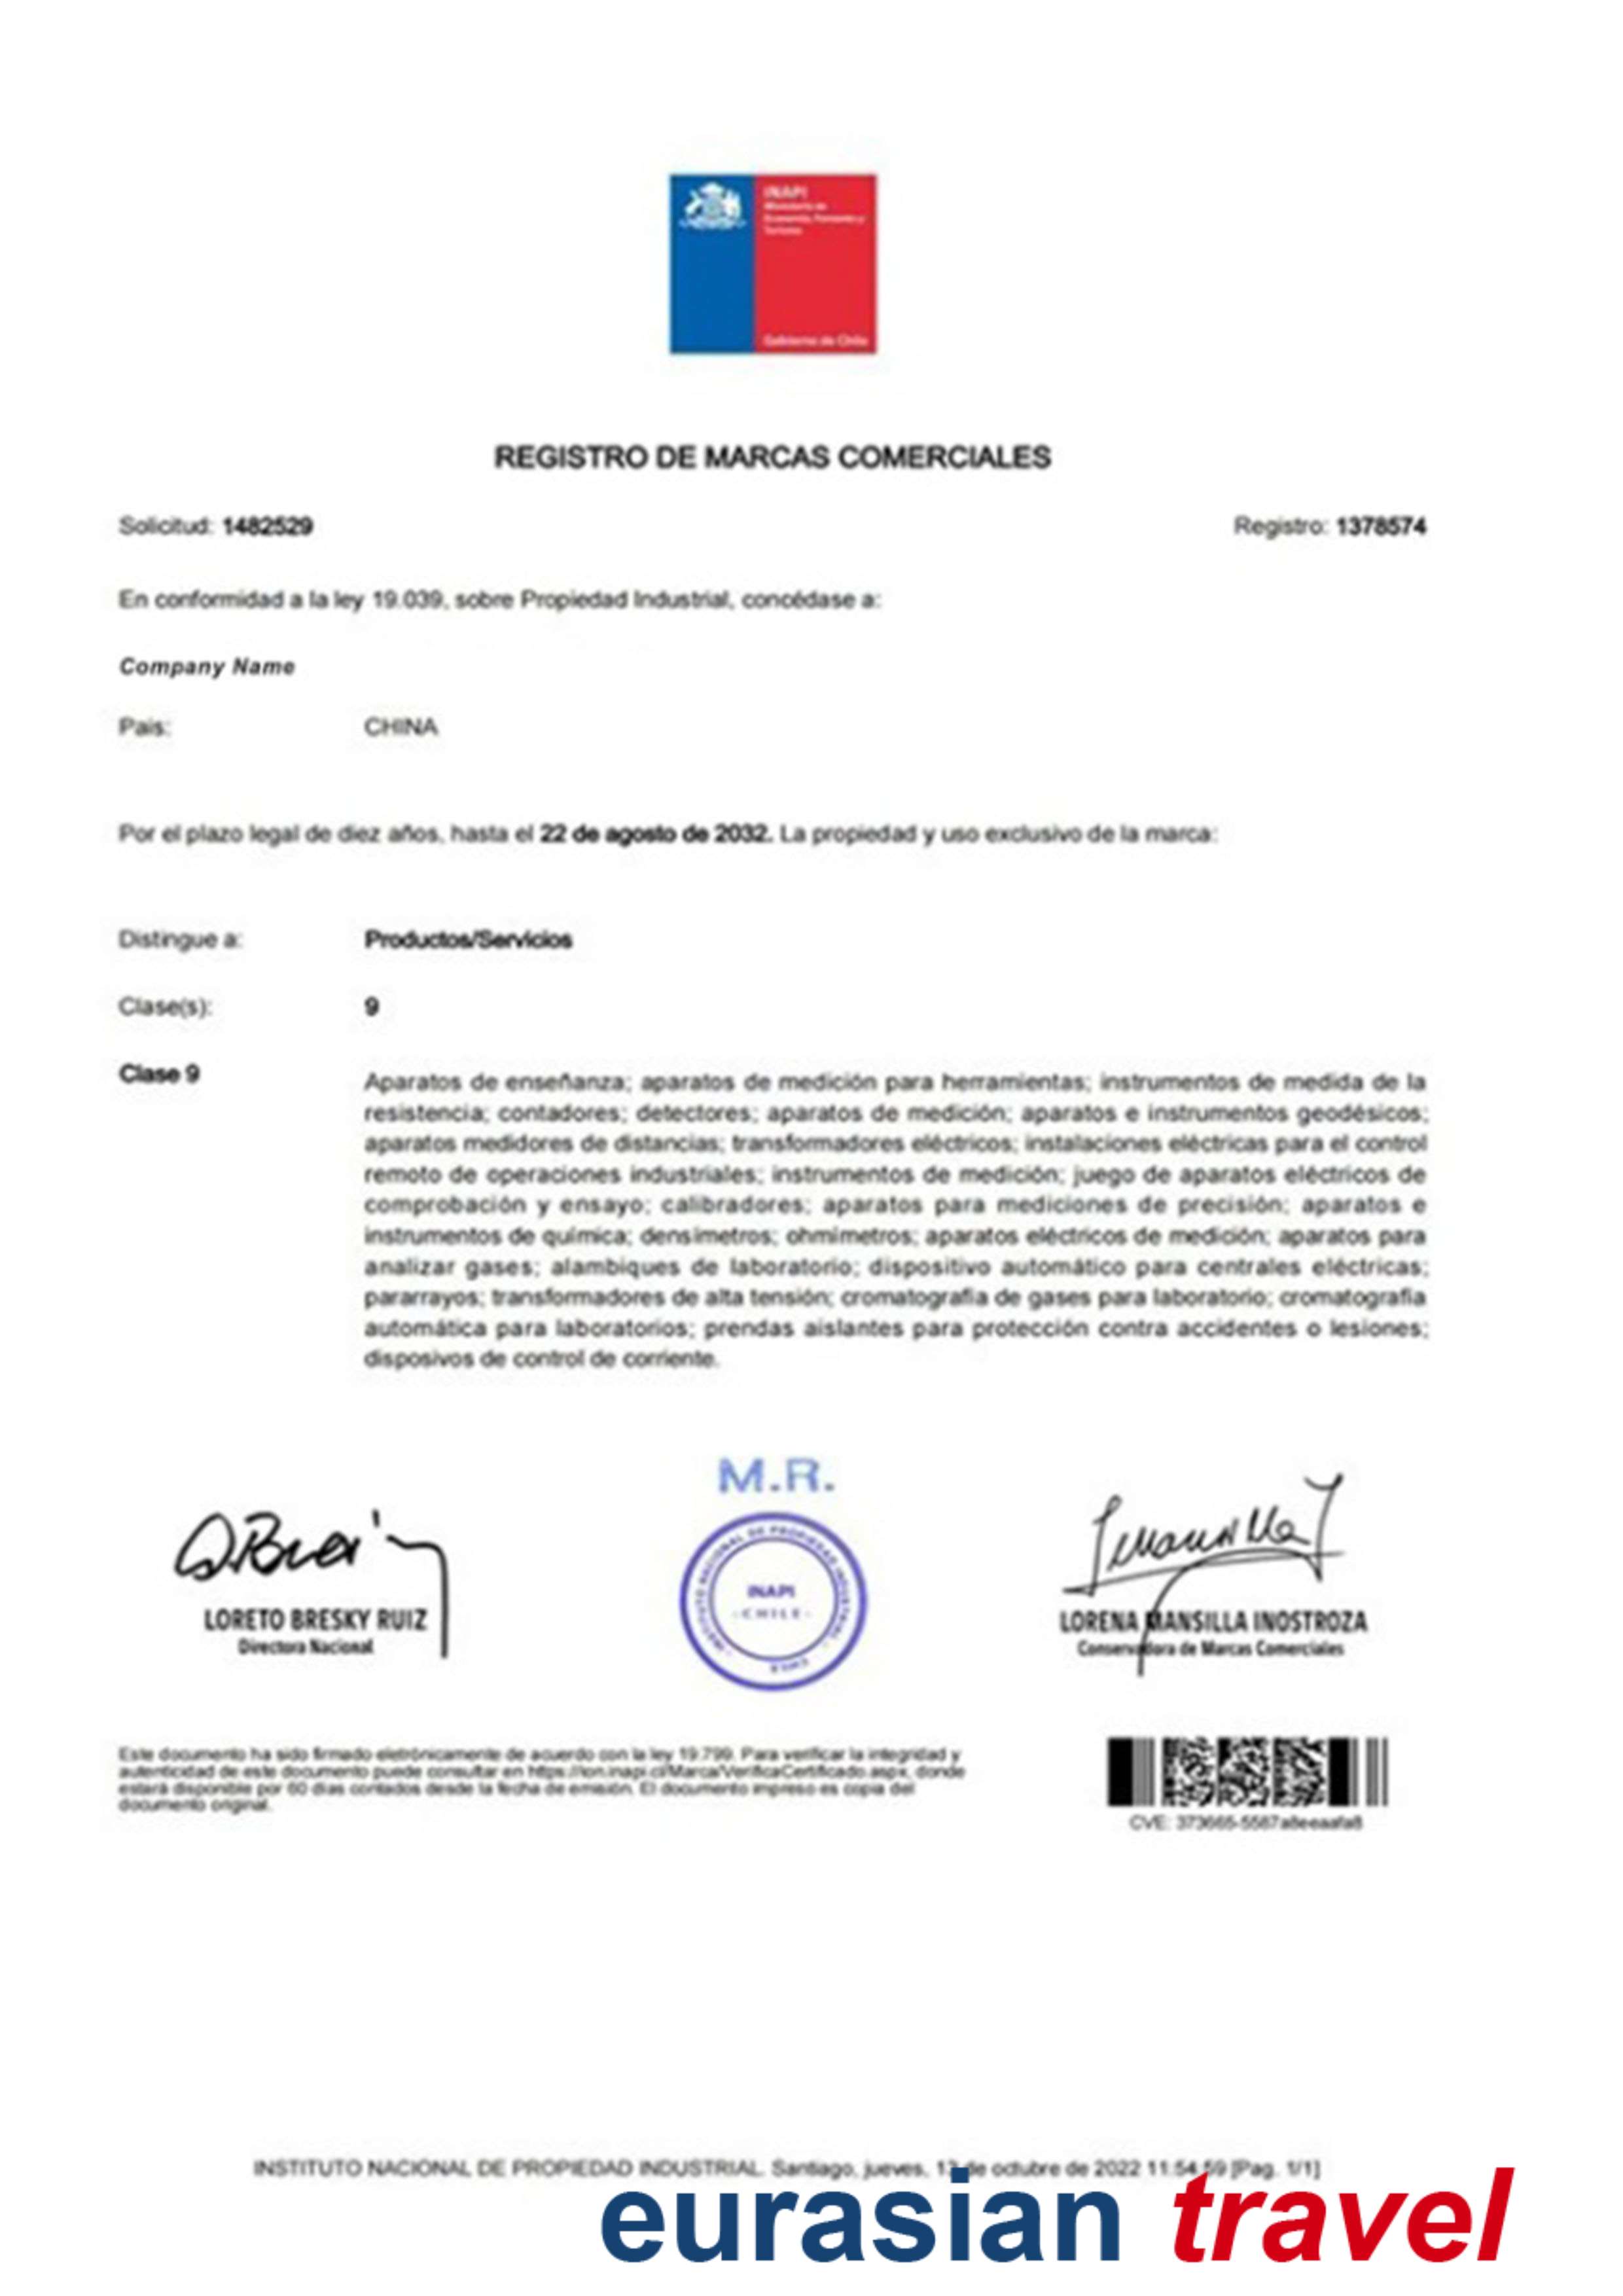 INAPI
Ministerio de
Economía, Fomento y
Turismo
Gobierno de Chile
REGISTRO DE MARCAS COMERCIALES
Solicitud: 1482529
Registro: 1378574
En conformidad a la ley 19.039, sobre Propiedad Industrial, concédase a:
Company Name
Pais:
CHINA
Por el plazo legal de diez años, hasta el 22 de agosto de 2032. La propiedad y uso exclusivo de la marca:
Distingue a:
Productos/Servicios
Clase(s):
9
Clase 9
Aparatos de enseñanza; aparatos de medición para herramientas; instrumentos de medida de la
resistencia; contadores; detectores; aparatos de medición; aparatos e instrumentos geodésicos;
aparatos medidores de distancias; transformadores eléctricos; instalaciones eléctricas para el control
remoto de operaciones industriales; instrumentos de medición; juego de aparatos eléctricos de
comprobación y ensayo; calibradores; aparatos para mediciones de precisión; aparatos e
instrumentos de química; densimetros; ohmímetros; aparatos eléctricos de medición; aparatos para
analizar gases; alambiques de laboratorio; dispositivo automático para centrales eléctricas;
pararrayos; transformadores de alta tensión; cromatografia de gases para laboratorio; cromatografia
automática para laboratorios; prendas aislantes para protección contra accidentes o lesiones;
disposivos de control de corriente.
M.R.
INSTITUTO NACIONAL DE PROPIEDAD INDUSTRIAL
INAPI
- CHILE -
CHILE
LORETO BRESKY RUIZ
Directora Nacional
LORENA MANSILLA INOSTROZA
Conservadora de Marcas Comerciales
Este documento ha sido firmado eletrónicamente de acuerdo con la ley 19.799. Para verificar la integridad y
autenticidad de este documento puede consultar en https://ion.inapi.cl/Marca/VerificaCertificado.aspx, donde
estará disponible por 60 días contados desde la fecha de emisión. El documento impreso es copia del
documento original.
CVE: 373665-5587a8eeaafa8
INSTITUTO NACIONAL DE PROPIEDAD INDUSTRIAL. Santiago, jueves, 13 de octubre de 2022 11:54:59 [Pag. 1/1]
eurasian travel